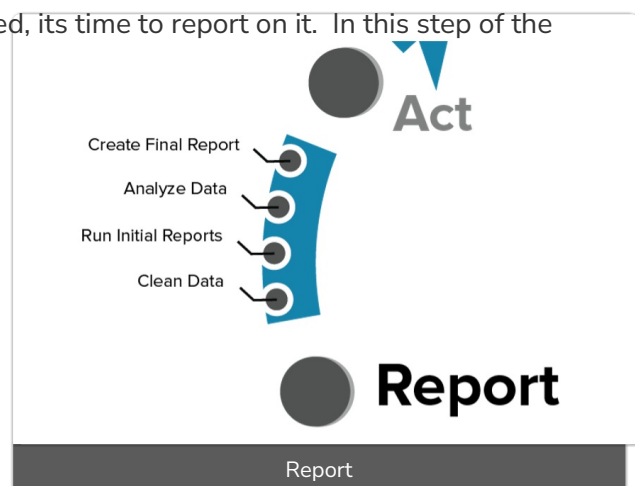 ed, its time to report on it. In this step of the
Act
Create Final Report
Analyze Data
Run Initial Reports
Clean Data
Report
Report